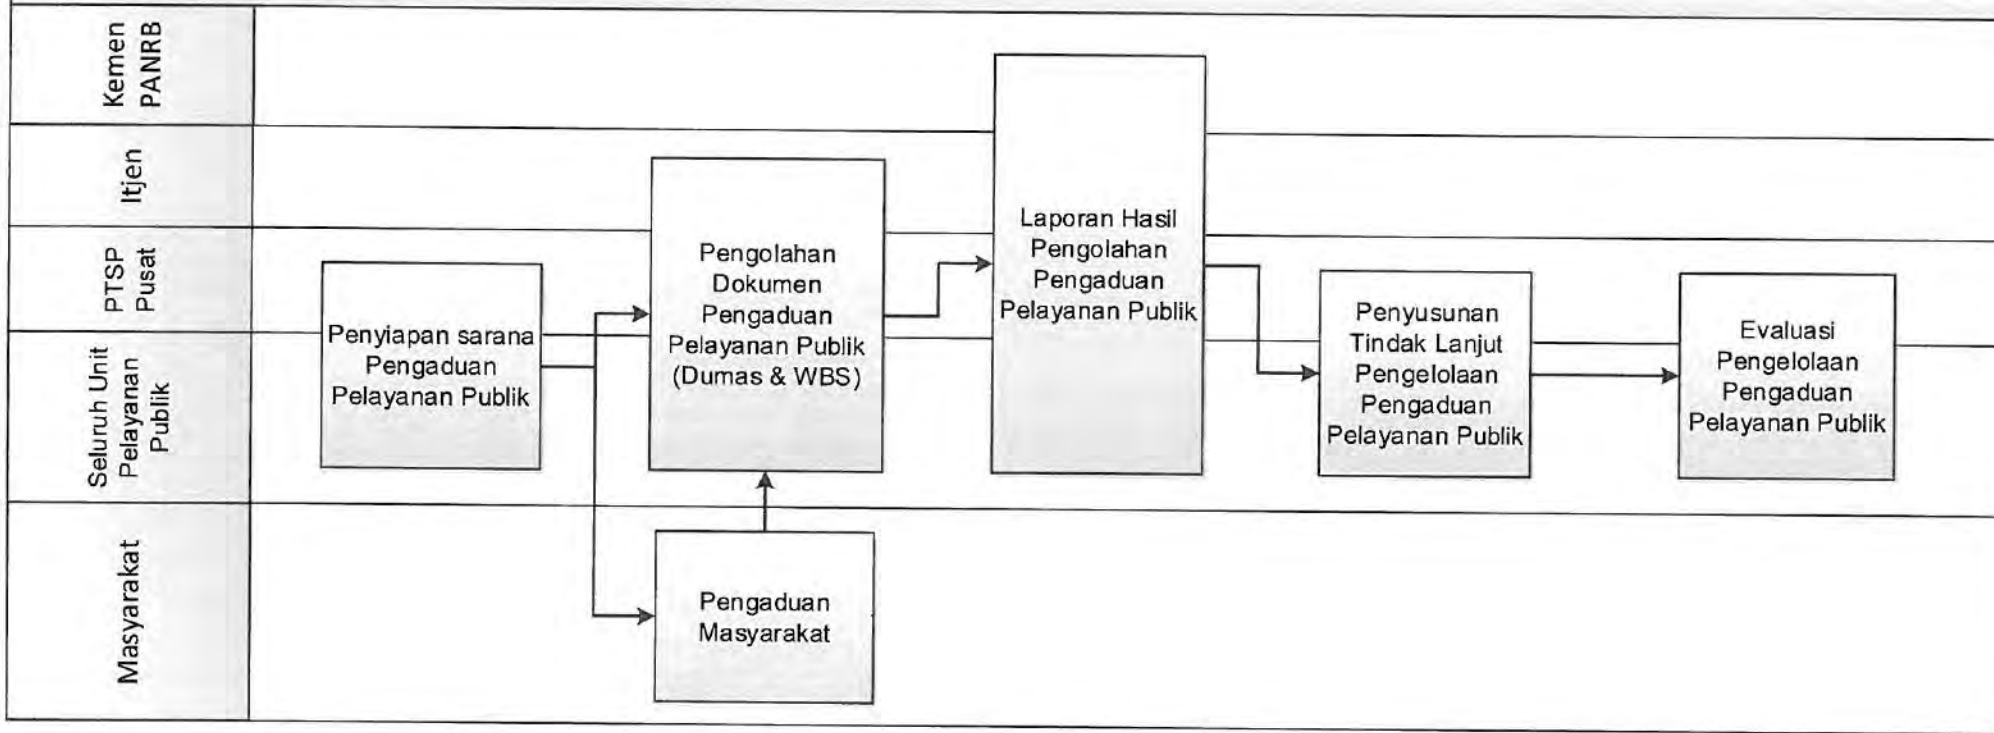 Kemen
PANRB
Itjen
PTSP
Pusat
Seluruh Unit
Pelayanan
Publik
Masyarakat
Penyiapan sarana
Pengaduan
Pelayanan Publik
Pengolahan
Dokumen
Pengaduan
Pelayanan Publik
(Dumas & WBS)
Pengaduan
Masyarakat
Laporan Hasil
Pengolahan
Pengaduan
Pelayanan Publik
Penyusunan
Tindak Lanjut
Pengelolaan
Pengaduan
Pelayanan Publik
Evaluasi
Pengelolaan
Pengaduan
Pelayanan Publik